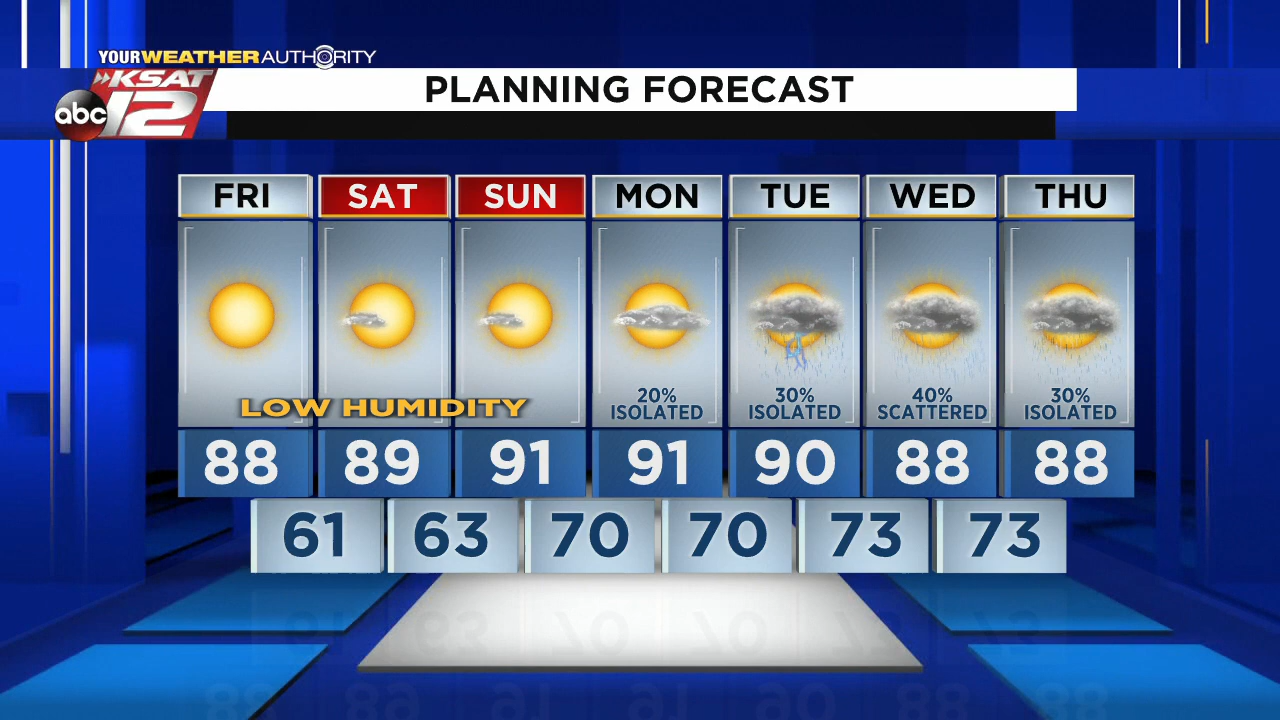 YOURWEATHERAUTHORITY
KSAT
abc 12
PLANNING FORECAST
FRI SAT SUN MON TUE WED THU
20% 30% 40% 30%
LOW HUMIDITY ISOLATED ISOLATED SCATTERED ISOLATED
88 89 91 91 90 88 88
61 63 70 70 73 73